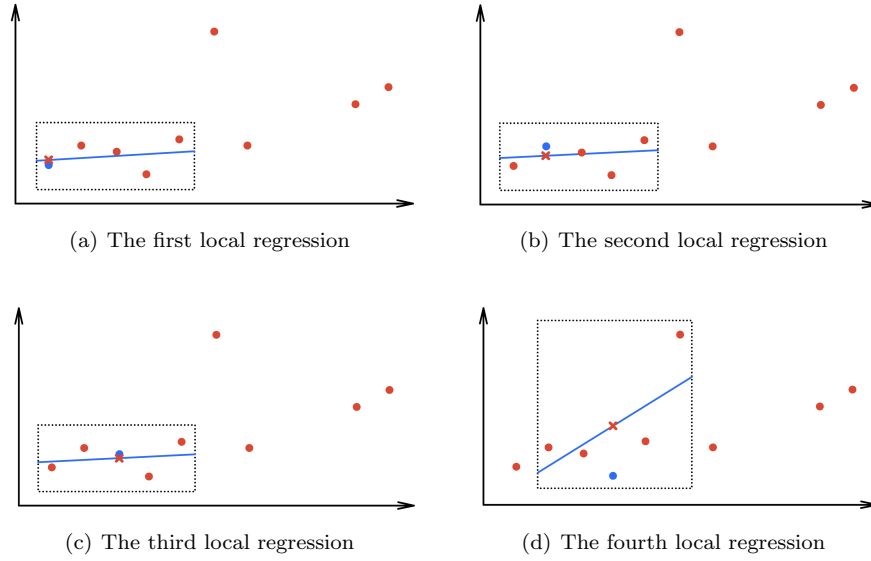 (a) The first local regression
(b) The second local regression
(c) The third local regression
(d) The fourth local regression